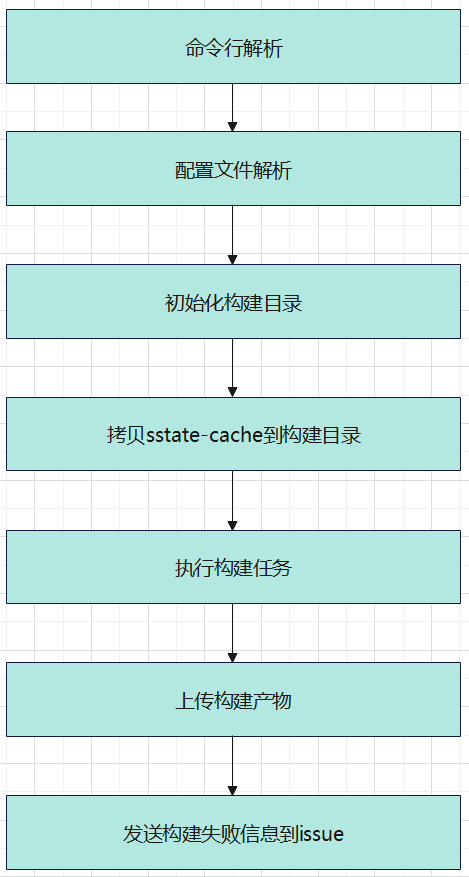 命令行解析
配置文件解析
初始化构建目录
拷贝sstate-cache到构建目录
执行构建任务
上传构建产物
发送构建失败信息到issue